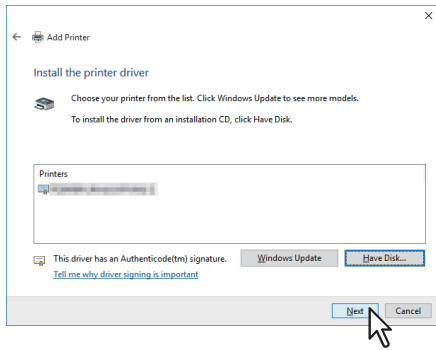 Add Printer
Install the printer driver
Choose your printer from the list. Click Windows Update to see more models.
To install the driver from an installation CD, click Have Disk.
Printers
This driver has an Authenticode(tm) signature.
Windows Update
Have Disk...
Tell me why driver signing is important
Next
Cancel